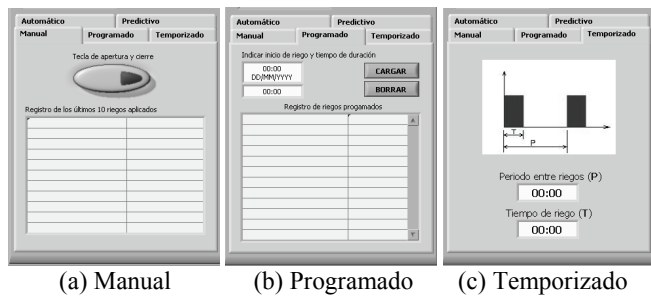 Automático Predictivo
Manual Programado Temporizado
Tecla de apertura y cierre
Registro de los últimos 10 riegos aplicados
(a) Manual
Automático Predictivo
Manual Programado Temporizado
Indicar inicio de riego y tiempo de duración
00:00
DD/MM/YYYY
CARGAR
00:00
BORRAR
Registro de riegos progamados
(b) Programado
Automático Predictivo
Manual Programado Temporizado
T
P
Periodo entre riegos (P)
00:00
Tiempo de riego (T)
00:00
(c) Temporizado